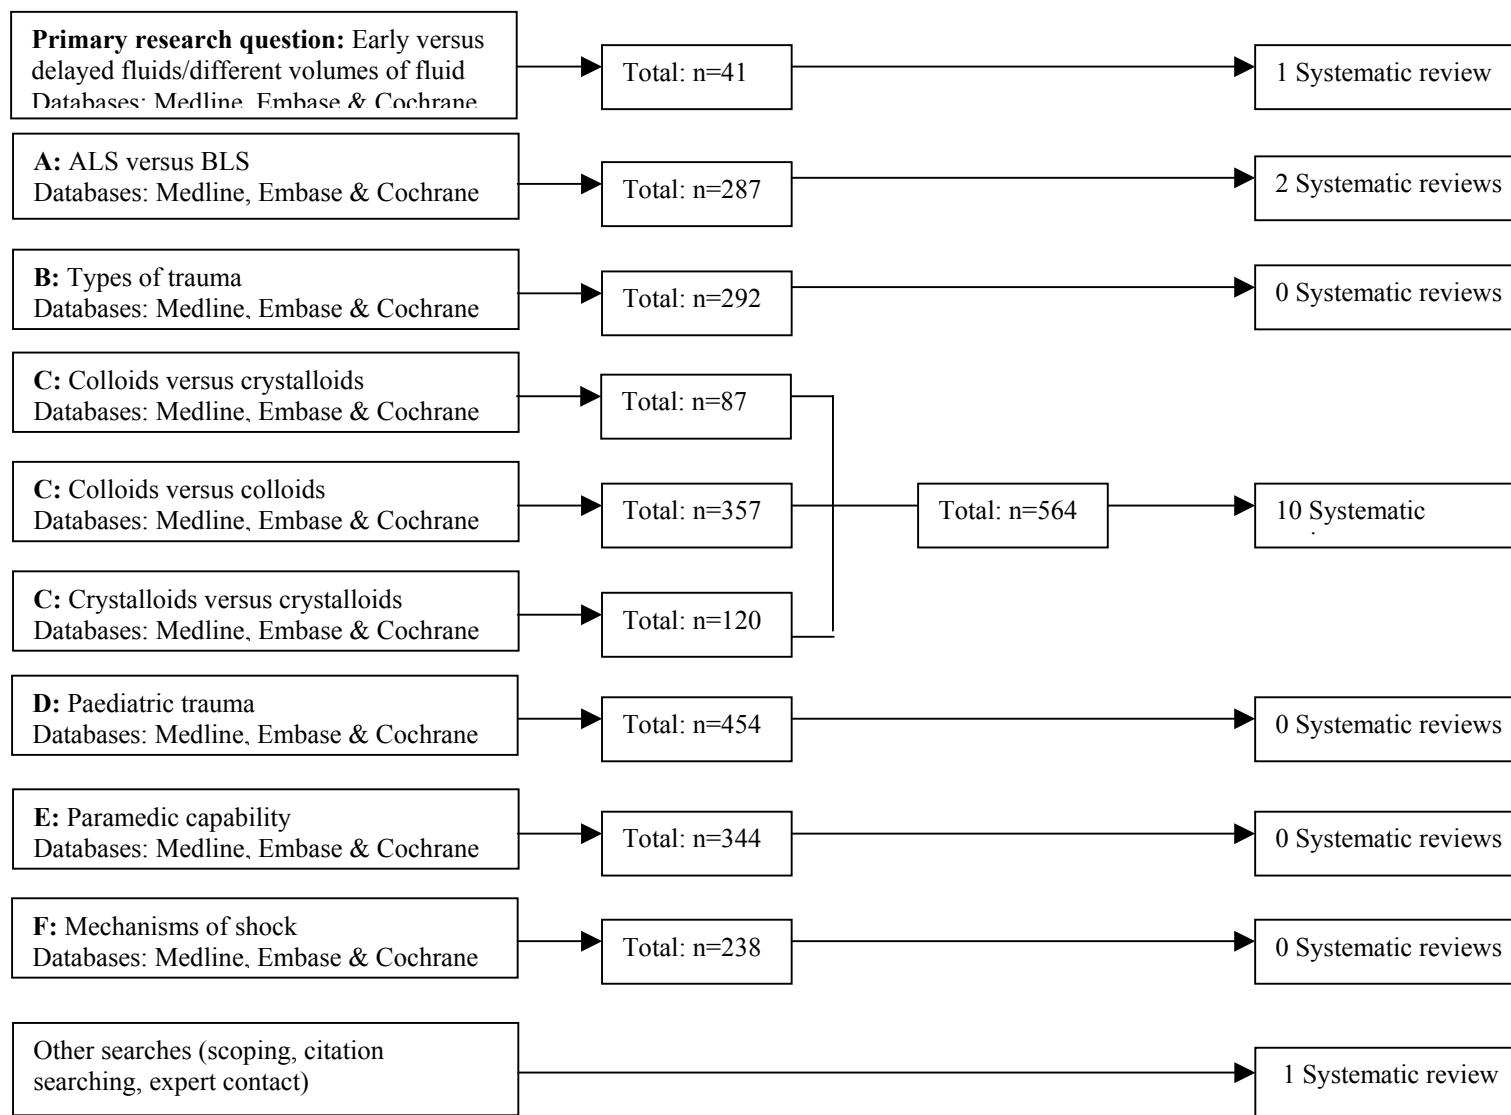 Primary research question: Early versus
delayed fluids/different volumes of fluid
Databases: Medline, Embase & Cochrane
Total: n=41
1 Systematic review
A: ALS versus BLS
Databases: Medline, Embase & Cochrane
Total: n=287
2 Systematic reviews
B: Types of trauma
Databases: Medline, Embase & Cochrane
Total: n=292
0 Systematic reviews
C: Colloids versus crystalloids
Databases: Medline, Embase & Cochrane
Total: n=87
C: Colloids versus colloids
Databases: Medline, Embase & Cochrane
Total: n=357
Total: n=564
10 Systematic
C: Crystalloids versus crystalloids
Databases: Medline, Embase & Cochrane
Total: n=120
D: Paediatric trauma
Databases: Medline, Embase & Cochrane
Total: n=454
0 Systematic reviews
E: Paramedic capability
Databases: Medline, Embase & Cochrane
Total: n=344
0 Systematic reviews
F: Mechanisms of shock
Databases: Medline, Embase & Cochrane
Total: n=238
0 Systematic reviews
Other searches (scoping, citation
searching, expert contact)
1 Systematic review